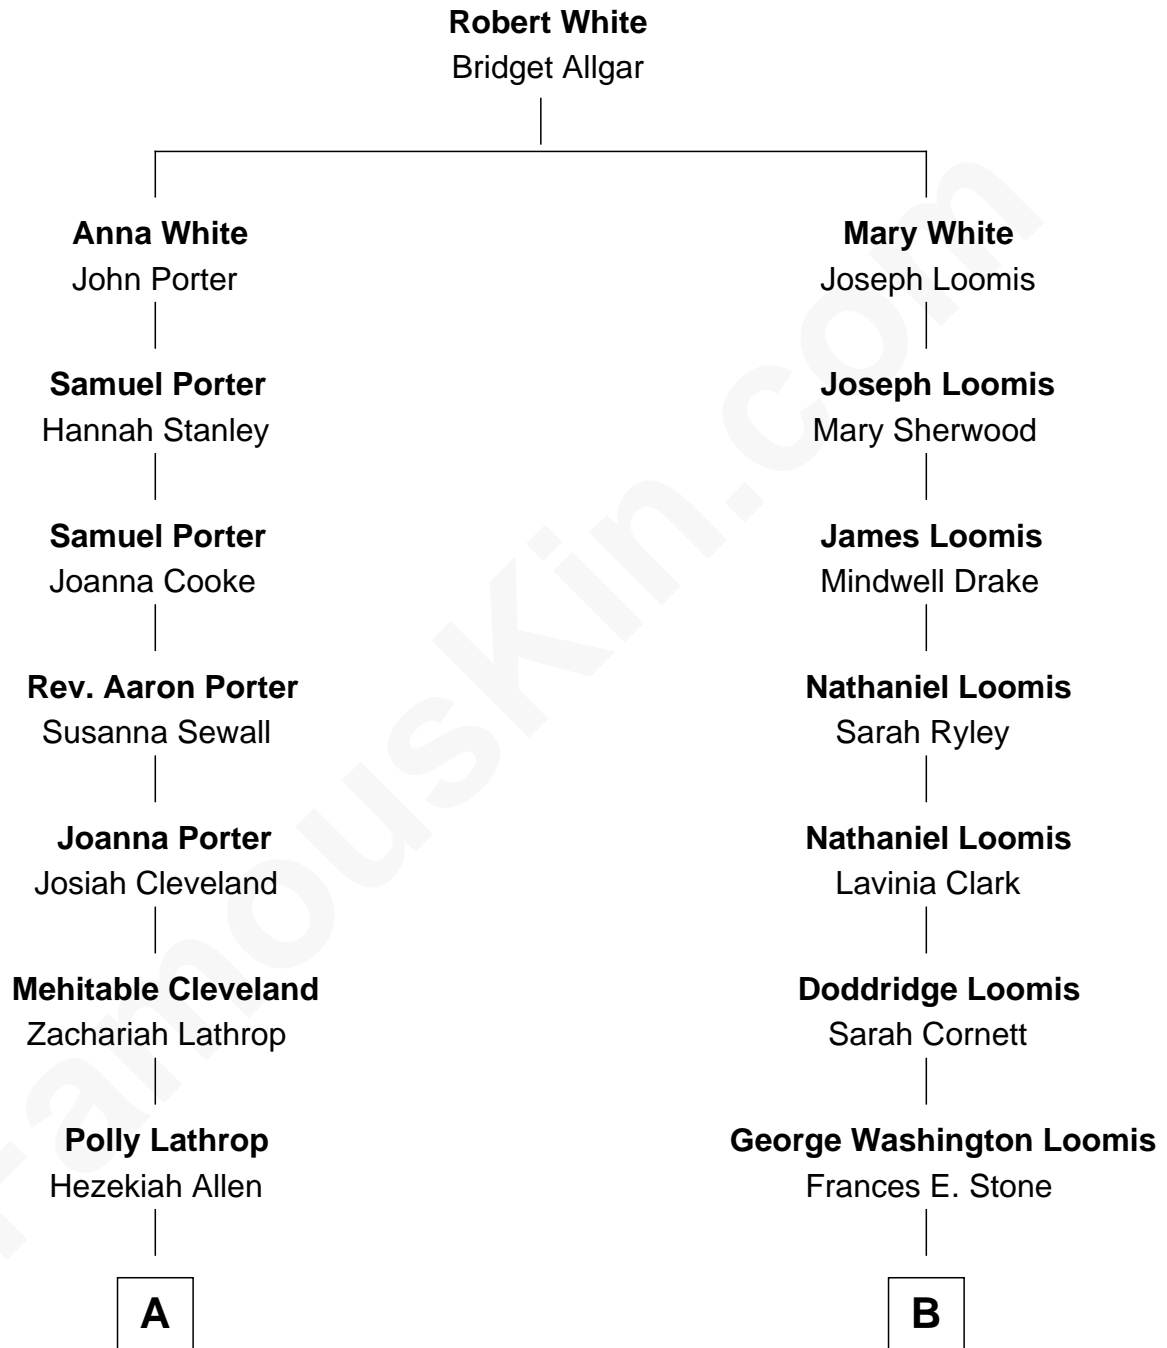 Robert White
Bridget Allgar
Anna White
John Porter
Mary White
Joseph Loomis
Samuel Porter
Hannah Stanley
Joseph Loomis
Mary Sherwood
Samuel Porter
Joanna Cooke
James Loomis
Mindwell Drake
Rev. Aaron Porter
Susanna Sewall
Nathaniel Loomis
Sarah Ryley
Joanna Porter
Josiah Cleveland
Nathaniel Loomis
Lavinia Clark
Mehitable Cleveland
Zachariah Lathrop
Doddridge Loomis
Sarah Cornett
Polly Lathrop
Hezekiah Allen
George Washington Loomis
Frances E. Stone
A
B
FamousKin.com